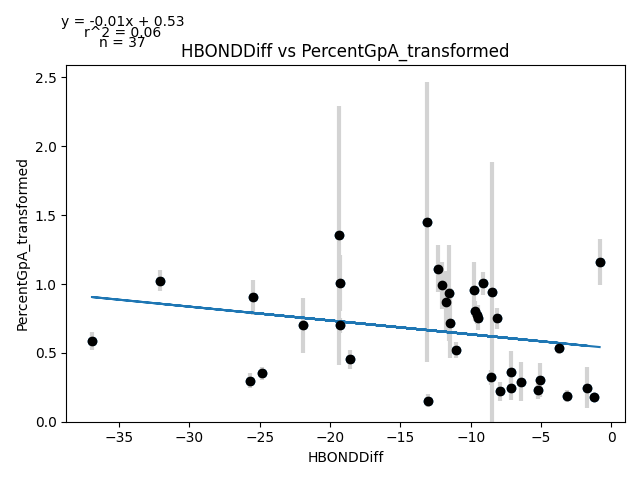 y = -0.01x + 0.53
r^2 = 0.06
n = 37
HBONDDiff vs PercentGpA_transformed
PercentGpA_transformed
2.5
2.0
1.5
1.0
0.5
0.0
−35
−30
−25
−20
−15
−10
−5
0
HBONDDiff